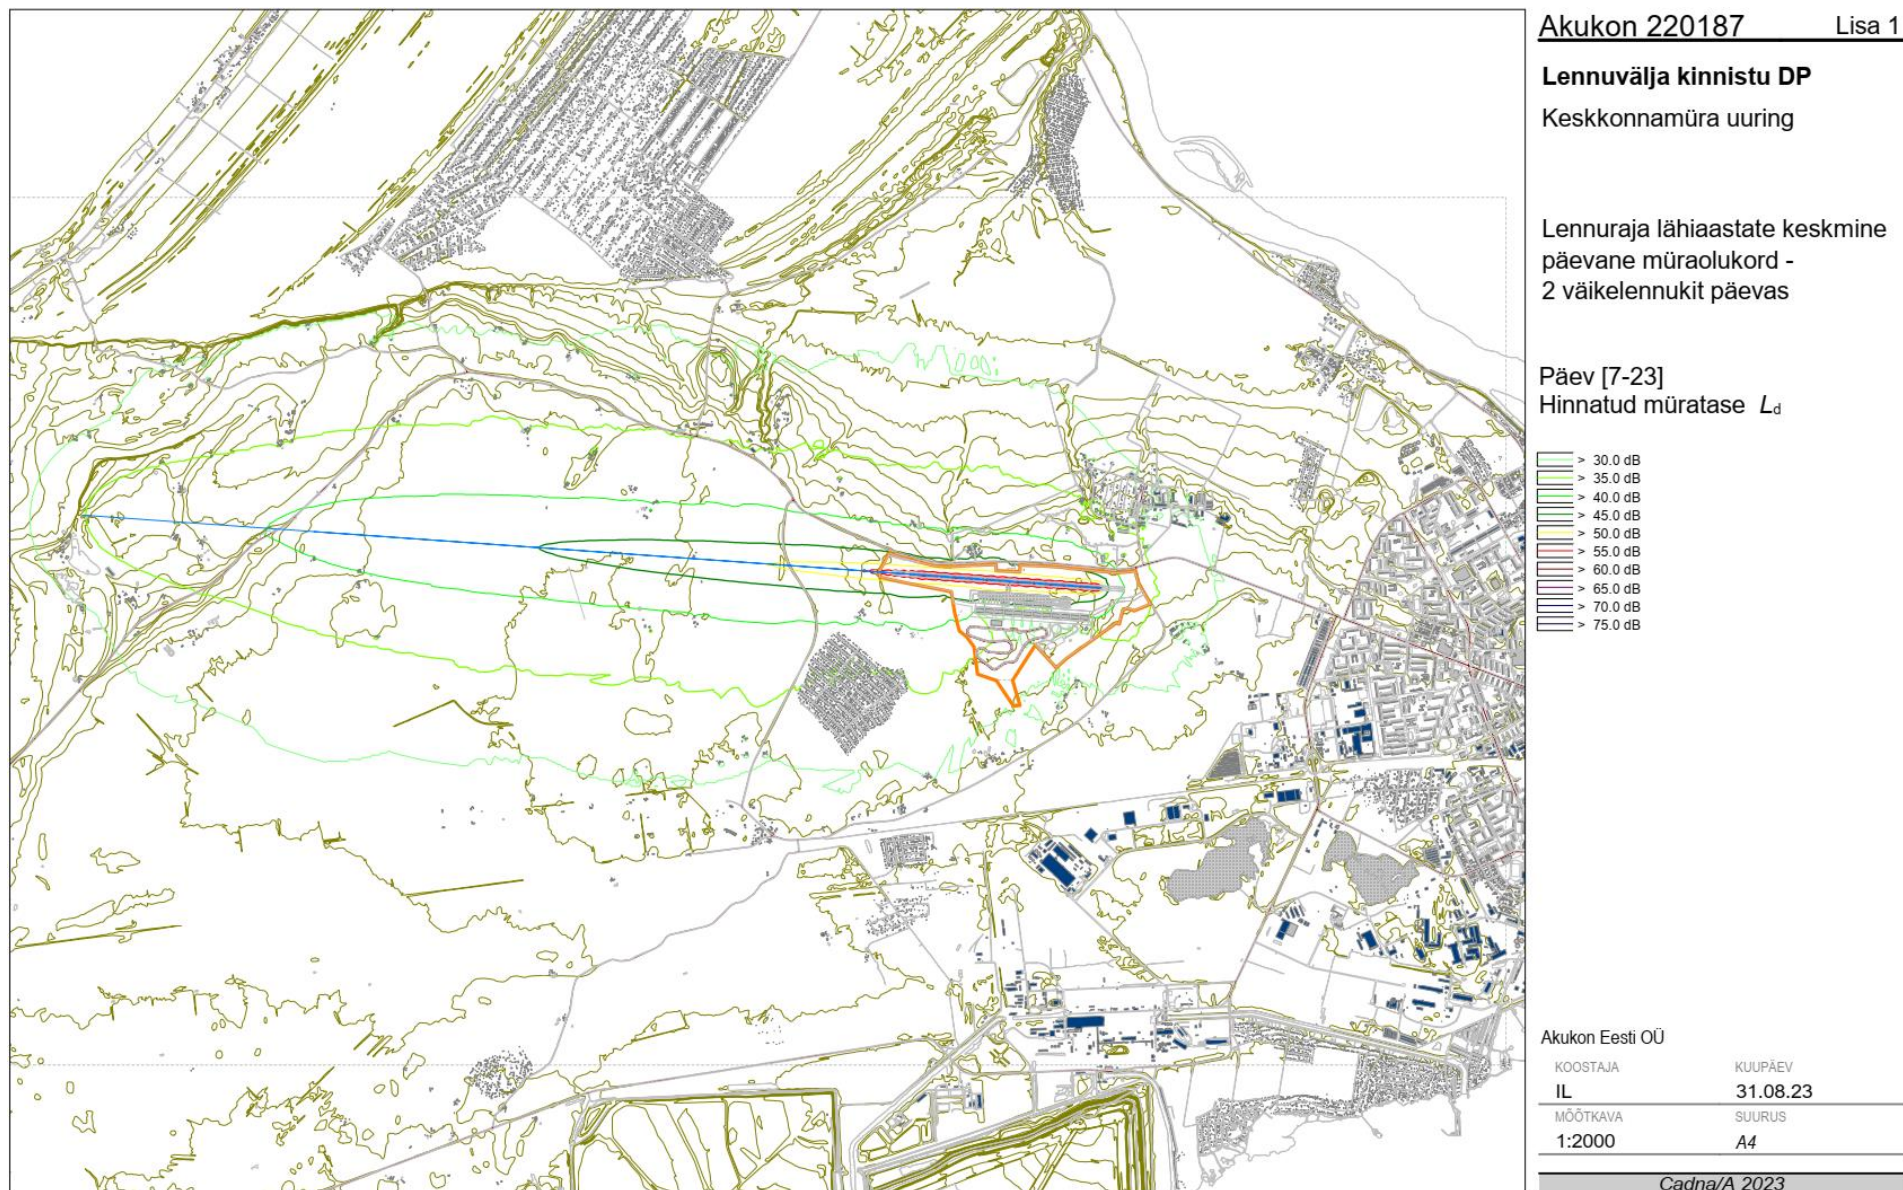 Akukon 220187 Lisa 1
Lennuvälja kinnistu DP
Keskkonnamüra uuring
Lennuraja lähiaastate keskmine
päevane müraolukord -
2 väikelennukit päevas
Päev [7-23]
Hinnatud müratase Ld
> 30.0 dB
> 35.0 dB
> 40.0 dB
> 45.0 dB
> 50.0 dB
> 55.0 dB
> 60.0 dB
> 65.0 dB
> 70.0 dB
> 75.0 dB
Akukon Eesti OÜ
KOOSTAJA KUUPÄEV
IL 31.08.23
MÕÕTKAVA SUURUS
1:2000 A4
Cadna/A 2023